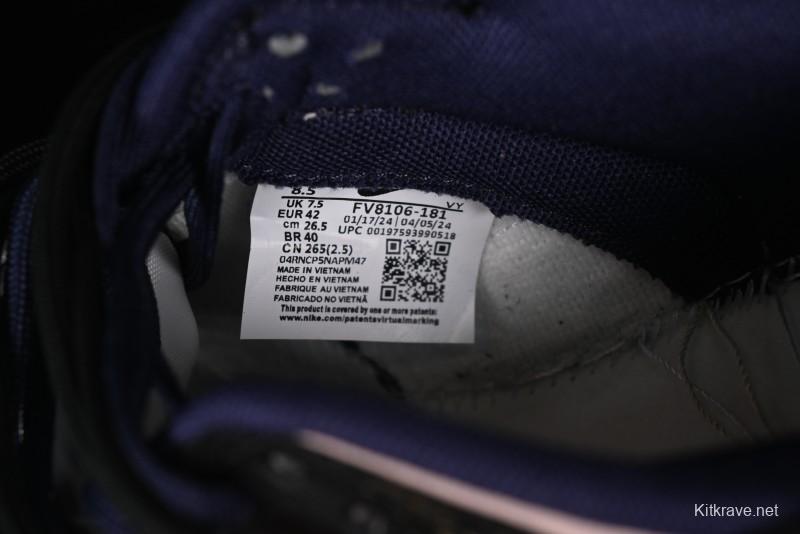 8.5
UK 7.5
EUR 42
cm 26.5
BR 40
CN 265(2.5)
04RNCP5NAPM47
MADE IN VIETNAM
HECHO EN VIETNAM
FABRIQUE AU VIETNAM
FABRICADO NO VIETNÃ
This product is covered by one or more patents:
www.nike.com/patentsvirtualmarking
VY
FV8106-181
01/17/24 | 04/05/24
UPC 00197593990518
Kitkrave.net